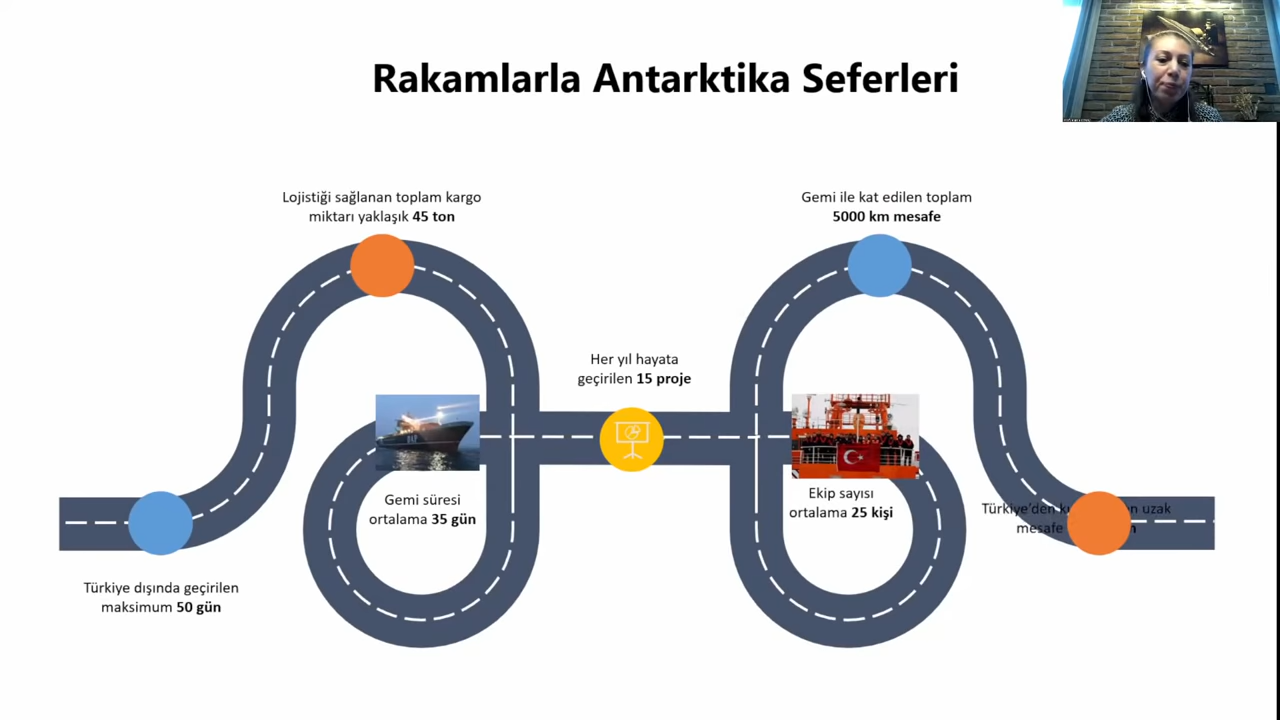 Rakamlarla Antarktika Seferleri
Lojistiği sağlanan toplam kargo
miktarı yaklaşık 45 ton
Gemi ile kat edilen toplam
5000 km mesafe
Her yıl hayata
geçirilen 15 proje
Gemi süresi
ortalama 35 gün
Ekip sayısı
ortalama 25 kişi
Türkiye'den uzak
mesafe
Türkiye dışında geçirilen
maksimum 50 gün